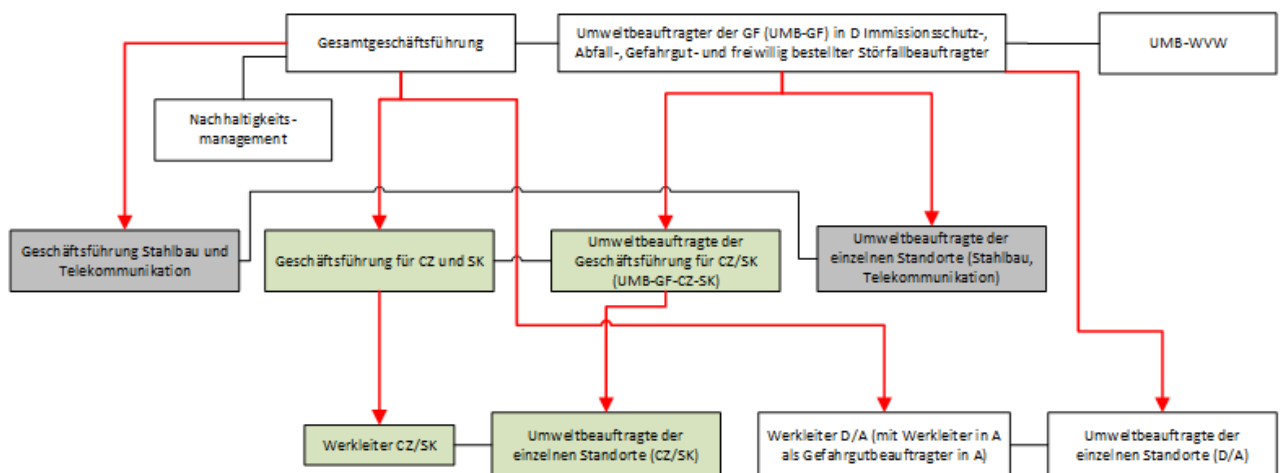 Gesamtgeschäftsführung
Umweltbeauftragter der GF (UMB-GF) in D Immissionsschutz-,
Abfall-, Gefahrgut- und freiwillig bestellter Störfallbeauftragter
UMB-WVW
Nachhaltigkeits-
management
Geschäftsführung Stahlbau und
Telekommunikation
Geschäftsführung für CZ und SK
Umweltbeauftragte der
Geschäftsführung für CZ/SK
(UMB-GF-CZ-SK)
Umweltbeauftragte der
einzelnen Standorte (Stahlbau,
Telekommunikation)
Werkleiter CZ/SK
Umweltbeauftragte der
einzelnen Standorte (CZ/SK)
Werkleiter D/A (mit Werkleiter in A
als Gefahrgutbeauftragter in A)
Umweltbeauftragte der
einzelnen Standorte (D/A)